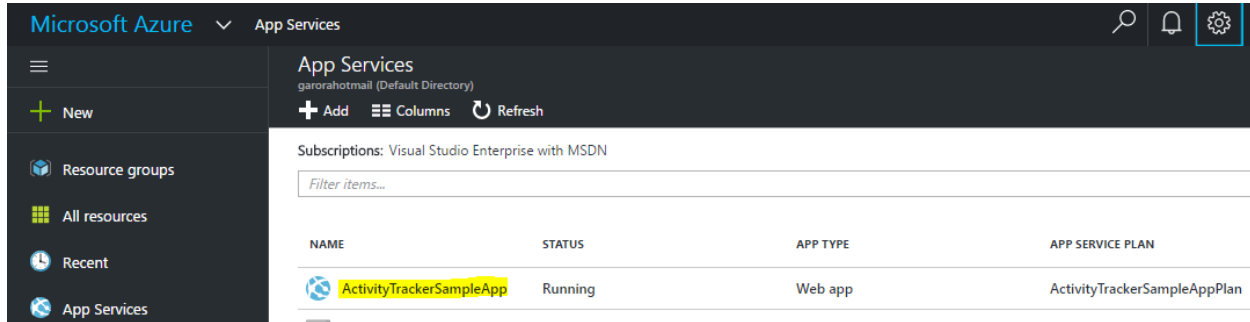 Microsoft Azure App Services
App Services
garorahotmail (Default Directory)
New
Add Columns Refresh
Subscriptions: Visual Studio Enterprise with MSDN
Resource groups
Filter items...
All resources
NAME STATUS APP TYPE APP SERVICE PLAN
Recent
ActivityTrackerSampleApp Running Web app ActivityTrackerSampleAppPlan
App Services